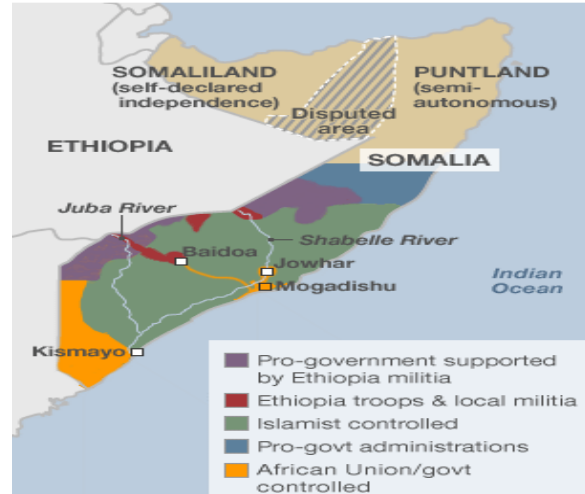 SOMALILAND
(self-declared
independence)
PUNTLAND
(semi-
autonomous)
Disputed
area
ETHIOPIA
SOMALIA
Juba River
Baidoa
Shabelle River
Jowhar
Mogadishu
Indian
Ocean
Kismayo
Pro-government supported
by Ethiopia militia
Ethiopia troops & local militia
Islamist controlled
Pro-govt administrations
African Union/govt
controlled